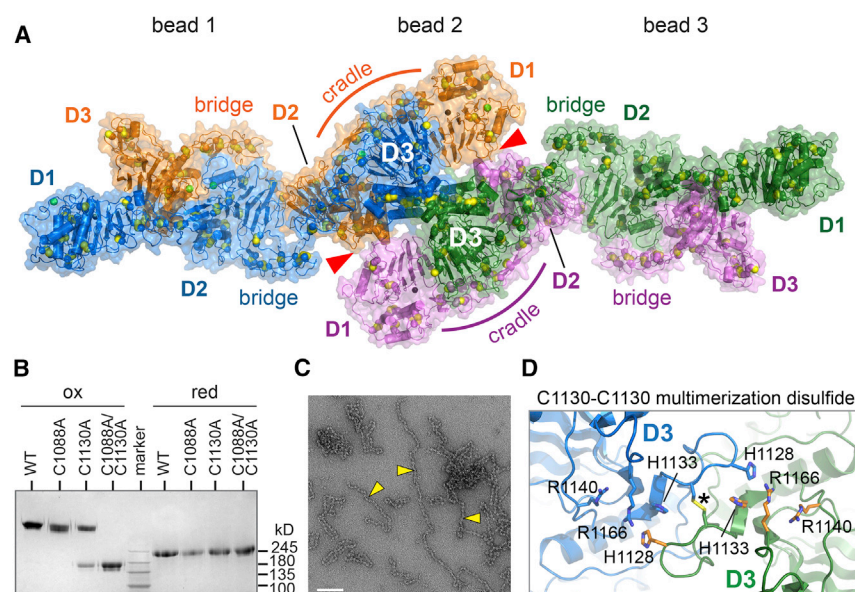 bead 1
bead 2
bead 3
A
cradle
D1
D3
bridge
D2
D3
bridge
D2
D1
D3
D1
D2
bridge
D1
cradle
D2
bridge
D3
B
ox
red
WT
C1088A
C1130A
C1088A/
C1130A
marker
WT
C1088A
C1130A
C1088A/
C1130A
kD
245
180
135
100
C
D
C1130-C1130 multimerization disulfide
D3
H1133
H1128
R1166
R1140
*
R1166
H1128
H1133
R1140
D3